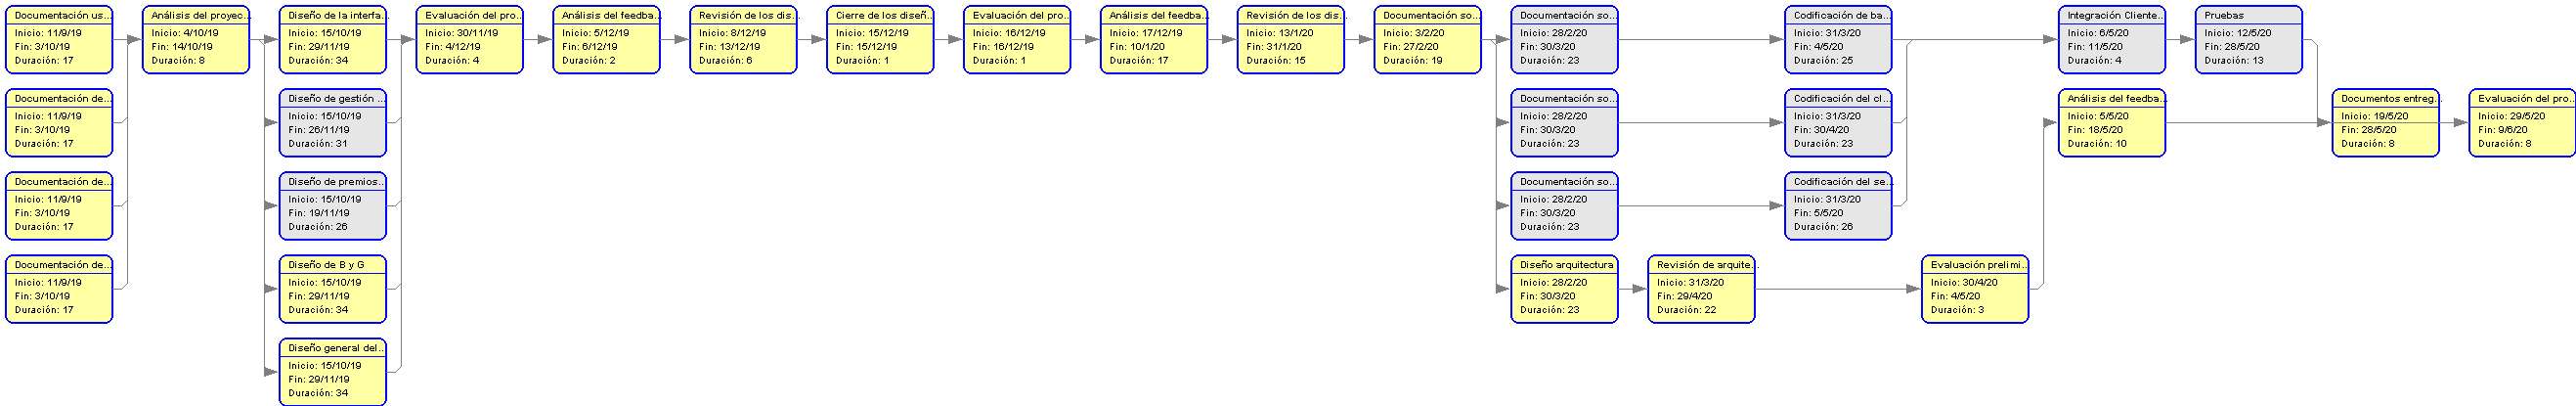 Documentación us...
Inicio: 11/9/19
Fin: 3/10/19
Duración: 17
Análisis del proyec...
Inicio: 4/10/19
Fin: 14/10/19
Duración: 8
Diseño de la interfa...
Inicio: 15/10/19
Fin: 29/11/19
Duración: 34
Evaluación del pro...
Inicio: 30/11/19
Fin: 4/12/19
Duración: 4
Análisis del feedba...
Inicio: 5/12/19
Fin: 6/12/19
Duración: 2
Revisión de los dis...
Inicio: 8/12/19
Fin: 13/12/19
Duración: 6
Cierre de los diseñ...
Inicio: 15/12/19
Fin: 15/12/19
Duración: 1
Evaluación del pro...
Inicio: 16/12/19
Fin: 16/12/19
Duración: 1
Análisis del feedba...
Inicio: 17/12/19
Fin: 10/1/20
Duración: 17
Revisión de los dis...
Inicio: 13/1/20
Fin: 31/1/20
Duración: 15
Documentación so...
Inicio: 3/2/20
Fin: 27/2/20
Duración: 19
Documentación so...
Inicio: 28/2/20
Fin: 30/3/20
Duración: 23
Codificación de ba...
Inicio: 31/3/20
Fin: 4/5/20
Duración: 25
Integración Cliente...
Inicio: 6/5/20
Fin: 11/5/20
Duración: 4
Pruebas
Inicio: 12/5/20
Fin: 28/5/20
Duración: 13
Documentación de...
Inicio: 11/9/19
Fin: 3/10/19
Duración: 17
Diseño de gestión ...
Inicio: 15/10/19
Fin: 26/11/19
Duración: 31
Documentación so...
Inicio: 28/2/20
Fin: 30/3/20
Duración: 23
Codificación del cl...
Inicio: 31/3/20
Fin: 30/4/20
Duración: 23
Análisis del feedba...
Inicio: 5/5/20
Fin: 18/5/20
Duración: 10
Documentos entreg...
Inicio: 19/5/20
Fin: 28/5/20
Duración: 8
Evaluación del pro...
Inicio: 29/5/20
Fin: 9/6/20
Duración: 8
Documentación de...
Inicio: 11/9/19
Fin: 3/10/19
Duración: 17
Diseño de premios...
Inicio: 15/10/19
Fin: 19/11/19
Duración: 26
Documentación so...
Inicio: 28/2/20
Fin: 30/3/20
Duración: 23
Codificación del se...
Inicio: 31/3/20
Fin: 5/5/20
Duración: 26
Documentación de...
Inicio: 11/9/19
Fin: 3/10/19
Duración: 17
Diseño de B y G
Inicio: 15/10/19
Fin: 29/11/19
Duración: 34
Diseño arquitectura
Inicio: 28/2/20
Fin: 30/3/20
Duración: 23
Revisión de arquite...
Inicio: 31/3/20
Fin: 29/4/20
Duración: 22
Evaluación prelimi...
Inicio: 30/4/20
Fin: 4/5/20
Duración: 3
Diseño general del...
Inicio: 15/10/19
Fin: 29/11/19
Duración: 34